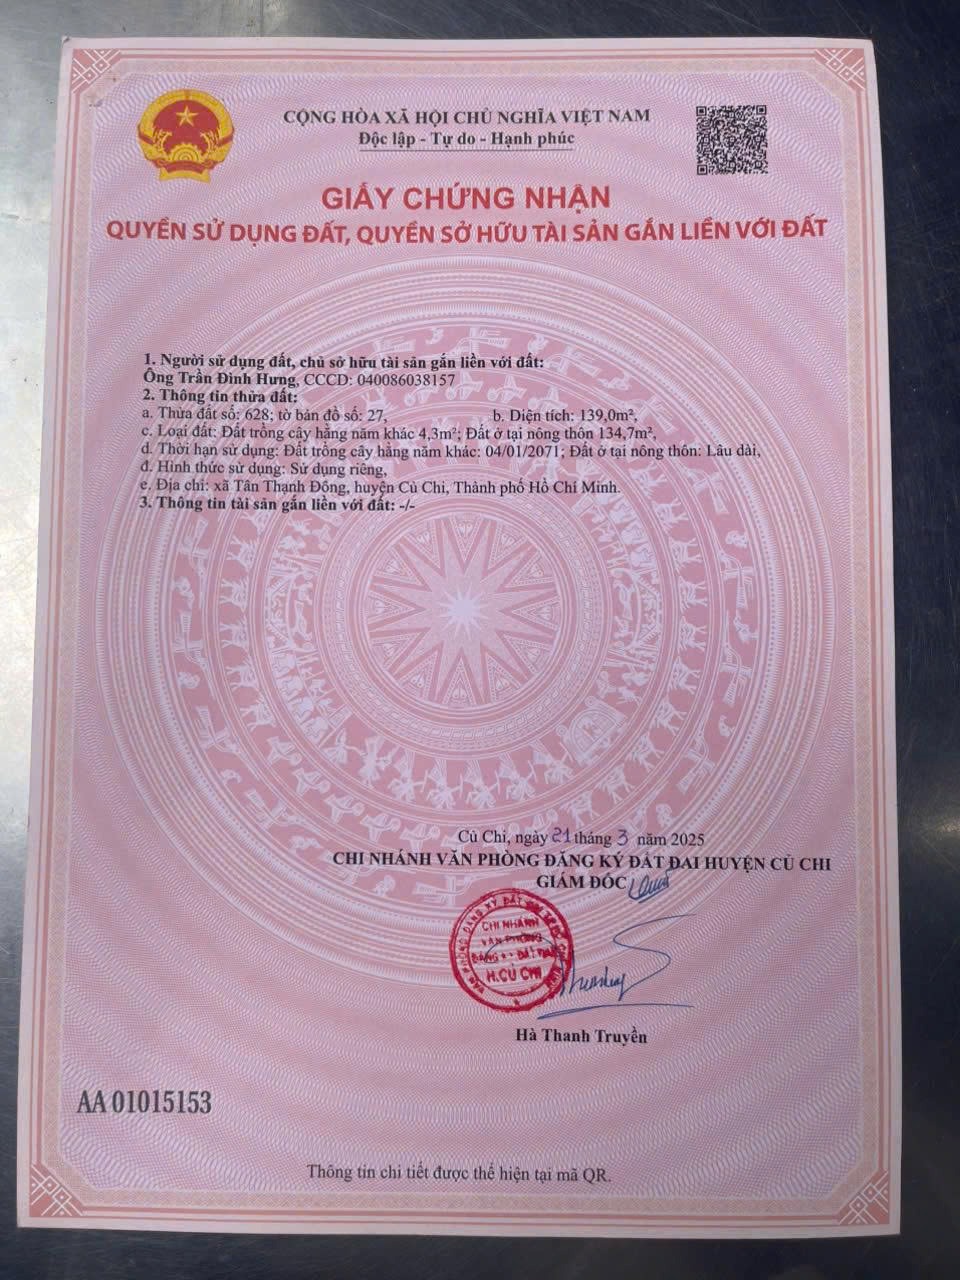 CỘNG HÒA XÃ HỘI CHỦ NGHĨA VIỆT NAM
Độc lập - Tự do - Hạnh phúc
GIẤY CHỨNG NHẬN
QUYỀN SỬ DỤNG ĐẤT, QUYỀN SỞ HỮU TÀI SẢN GẮN LIỀN VỚI ĐẤT
1. Người sử dụng đất, chủ sở hữu tài sản gắn liền với đất:
Ông Trần Đình Hưng, CCCD: 040086038157
2. Thông tin thửa đất:
a. Thửa đất số: 628; tờ bản đồ số: 27, b. Diện tích: 139,0m²,
c. Loại đất: Đất trồng cây hằng năm khác 4,3m²; Đất ở tại nông thôn 134,7m²,
d. Thời hạn sử dụng: Đất trồng cây hằng năm khác: 04/01/2071; Đất ở tại nông thôn: Lâu dài,
đ. Hình thức sử dụng: Sử dụng riêng,
e. Địa chỉ: xã Tân Thạnh Đông, huyện Củ Chi, Thành phố Hồ Chí Minh.
3. Thông tin tài sản gắn liền với đất: -/-
Củ Chi, ngày 21 tháng 3 năm 2025
CHI NHÁNH VĂN PHÒNG ĐĂNG KÝ ĐẤT ĐAI HUYỆN CỦ CHI
GIÁM ĐỐC
CHI NHÁNH
VĂN PHÒNG
H.CỦ CHI
Hà Thanh Truyền
AA 01015153
Thông tin chi tiết được thể hiện tại mã QR.